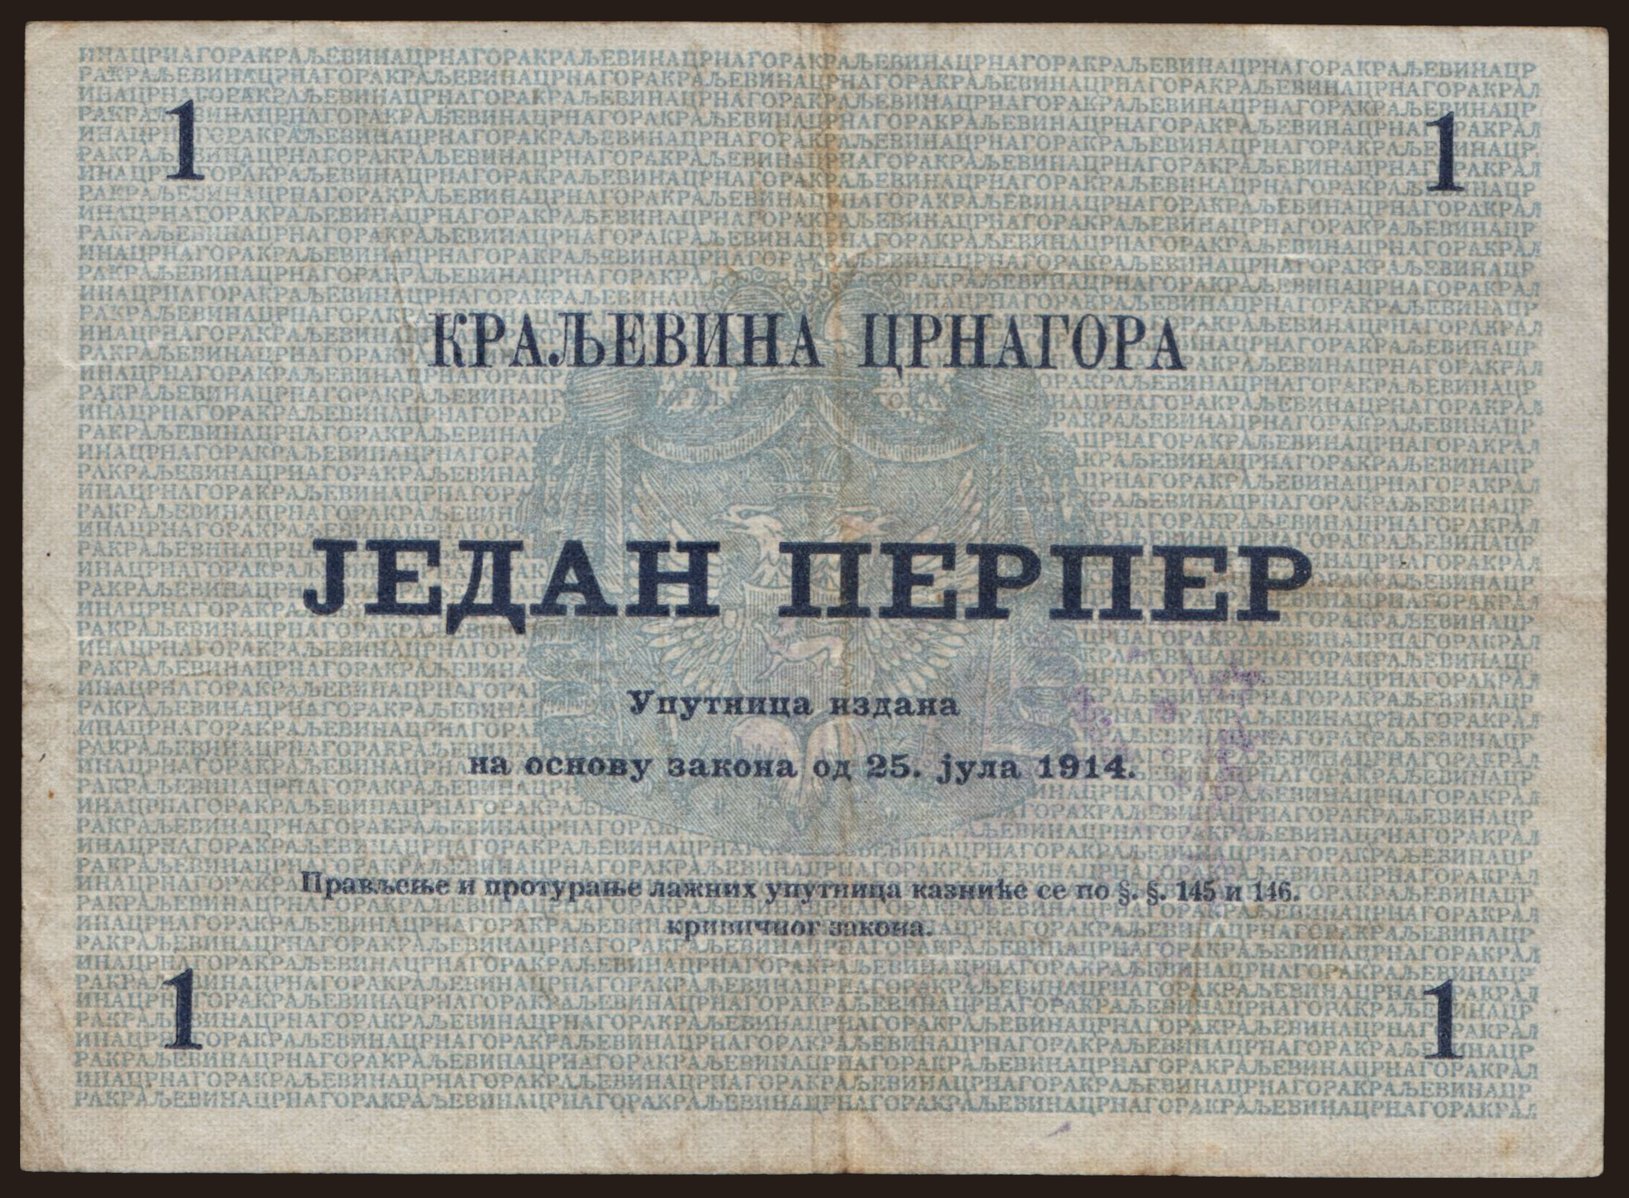 1 1
КРАЉЕВИНА ЦРНАГОРА
ЈЕДАН ПЕРПЕР
Упутница издана
на основу закона од 25. јула 1914.
Прављење и протурање лажних упутница казниће се по §. §. 145 и 146.
кривичног закона.
1 1